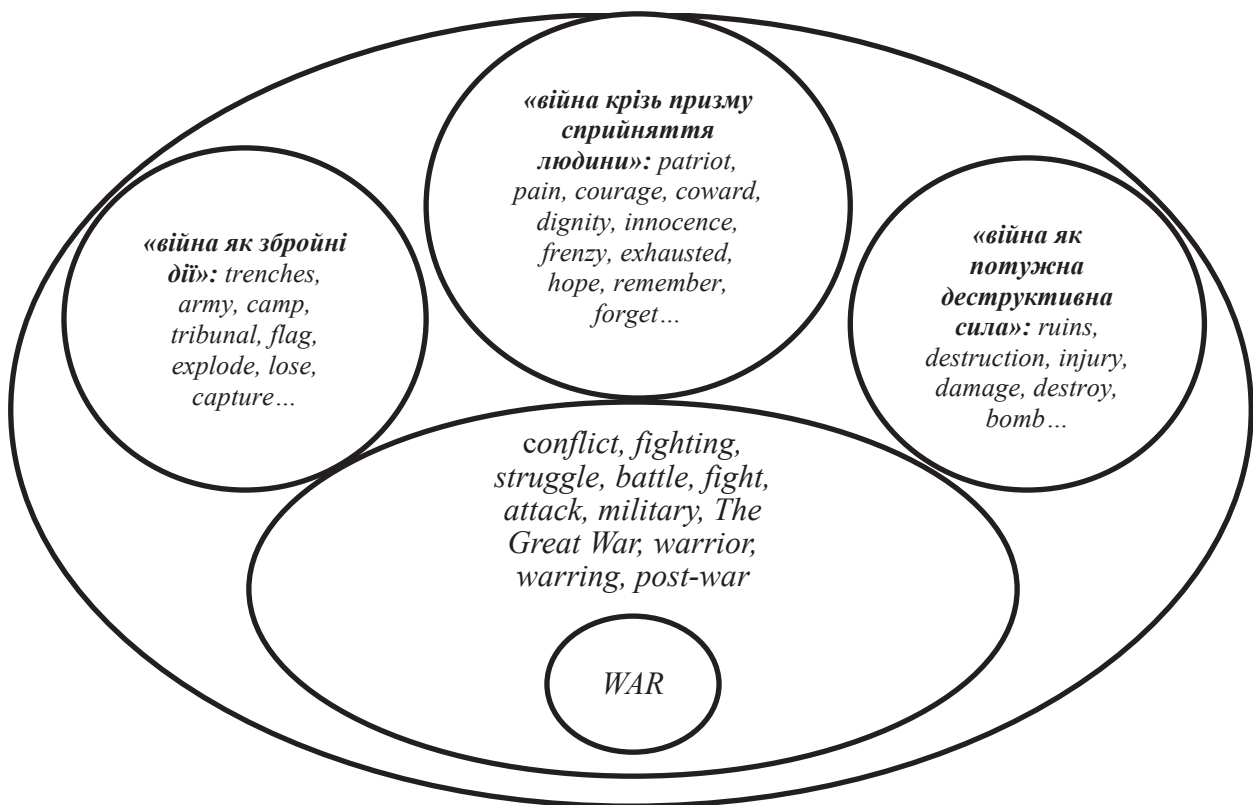 «війна крізь призму
сприйняття
людини»: patriot,
pain, courage, coward,
dignity, innocence,
frenzy, exhausted,
hope, remember,
forget…
«війна як збройні
дії»: trenches,
army, camp,
tribunal, flag,
explode, lose,
capture…
«війна як
потужна
деструктивна
сила»: ruins,
destruction, injury,
damage, destroy,
bomb…
conflict, fighting,
struggle, battle, fight,
attack, military, The
Great War, warrior,
warring, post-war
WAR